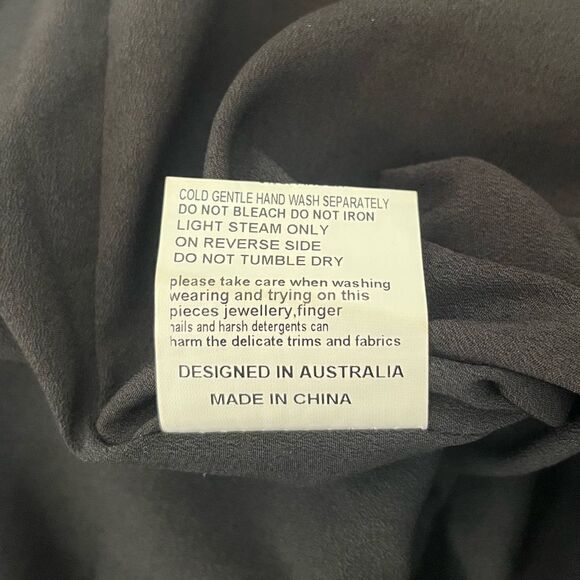 COLD GENTLE HAND WASH SEPARATELY
DO NOT BLEACH DO NOT IRON
LIGHT STEAM ONLY
ON REVERSE SIDE
DO NOT TUMBLE DRY
please take care when washing
wearing and trying on this
pieces jewellery,finger
nails and harsh detergents can
harm the delicate trims and fabrics
DESIGNED IN AUSTRALIA
MADE IN CHINA